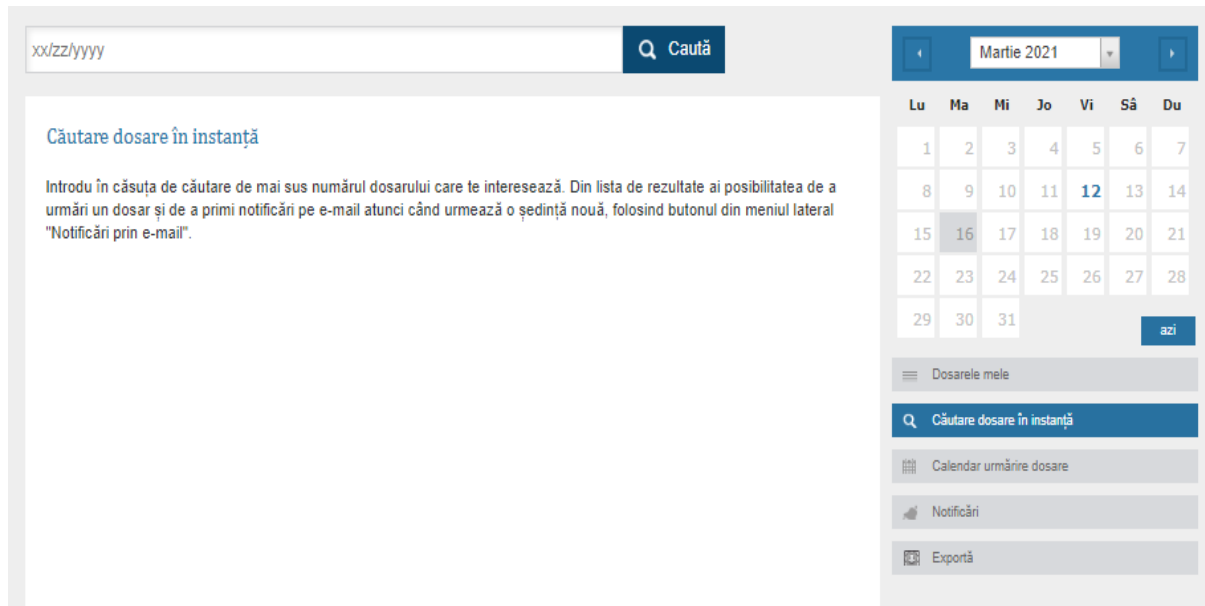 xx/zz/yyyy
Caută
Căutare dosare în instanță
Introdu în căsuța de căutare de mai sus numărul dosarului care te interesează. Din lista de rezultate ai posibilitatea de a
urmări un dosar și de a primi notificări pe e-mail atunci când urmează o ședință nouă, folosind butonul din meniul lateral
"Notificări prin e-mail".
Martie 2021
Lu Ma Mi Jo Vi Sâ Du
1 2 3 4 5 6 7
8 9 10 11 12 13 14
15 16 17 18 19 20 21
22 23 24 25 26 27 28
29 30 31
azi
Dosarele mele
Căutare dosare în instanță
Calendar urmărire dosare
Notificări
Exportă